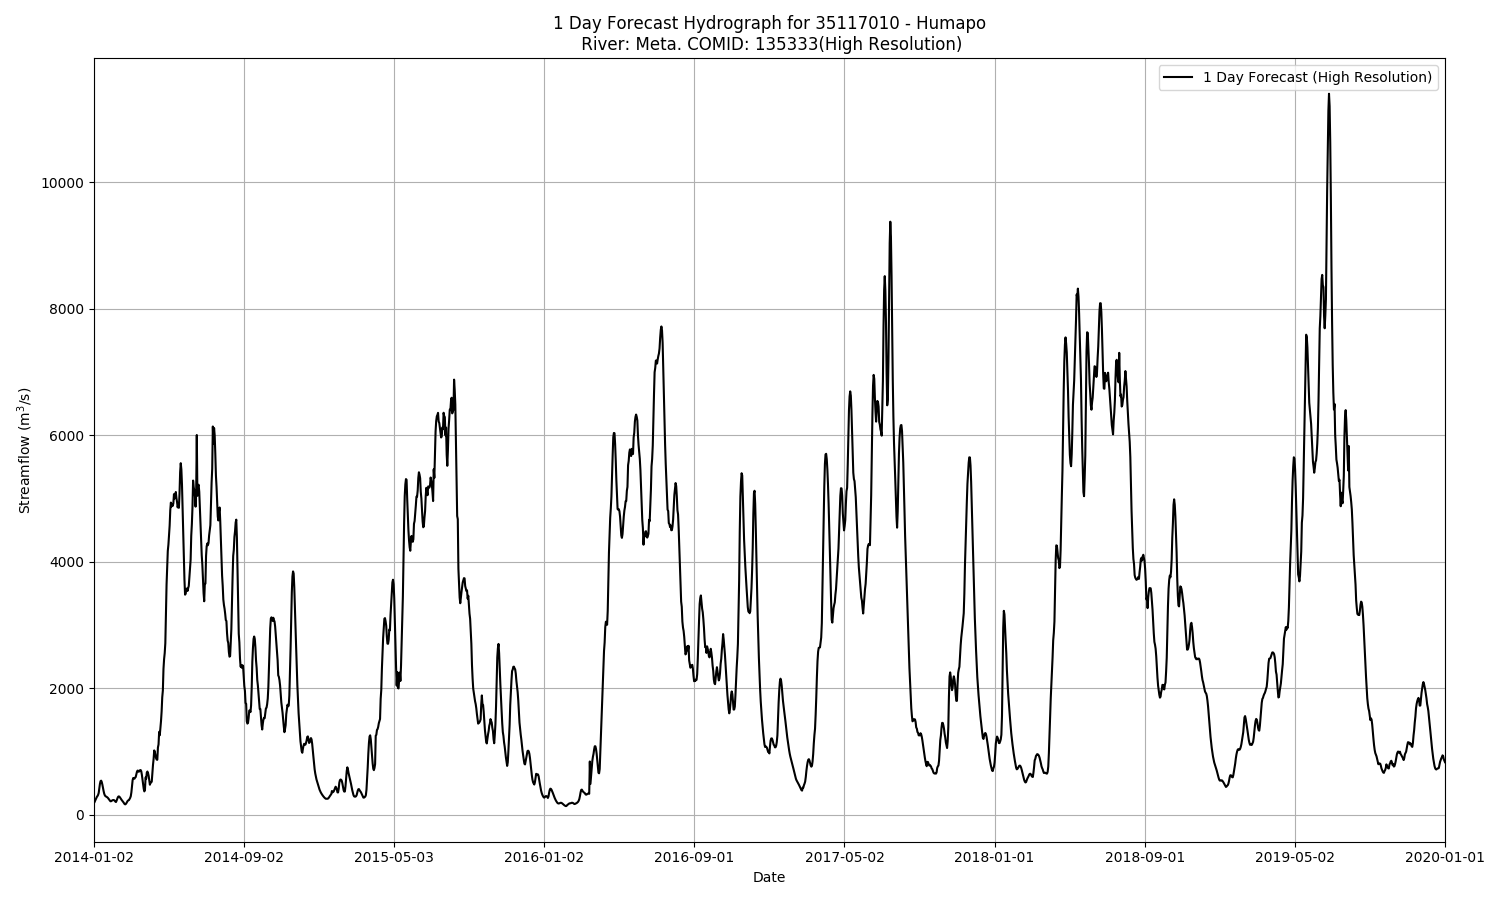 1 Day Forecast Hydrograph for 35117010 - Humapo
River: Meta. COMID: 135333(High Resolution)
1 Day Forecast (High Resolution)
Streamflow (m³/s)
10000
8000
6000
4000
2000
0
2014-01-02 2014-09-02 2015-05-03 2016-01-02 2016-09-01 2017-05-02 2018-01-01 2018-09-01 2019-05-02 2020-01-01
Date